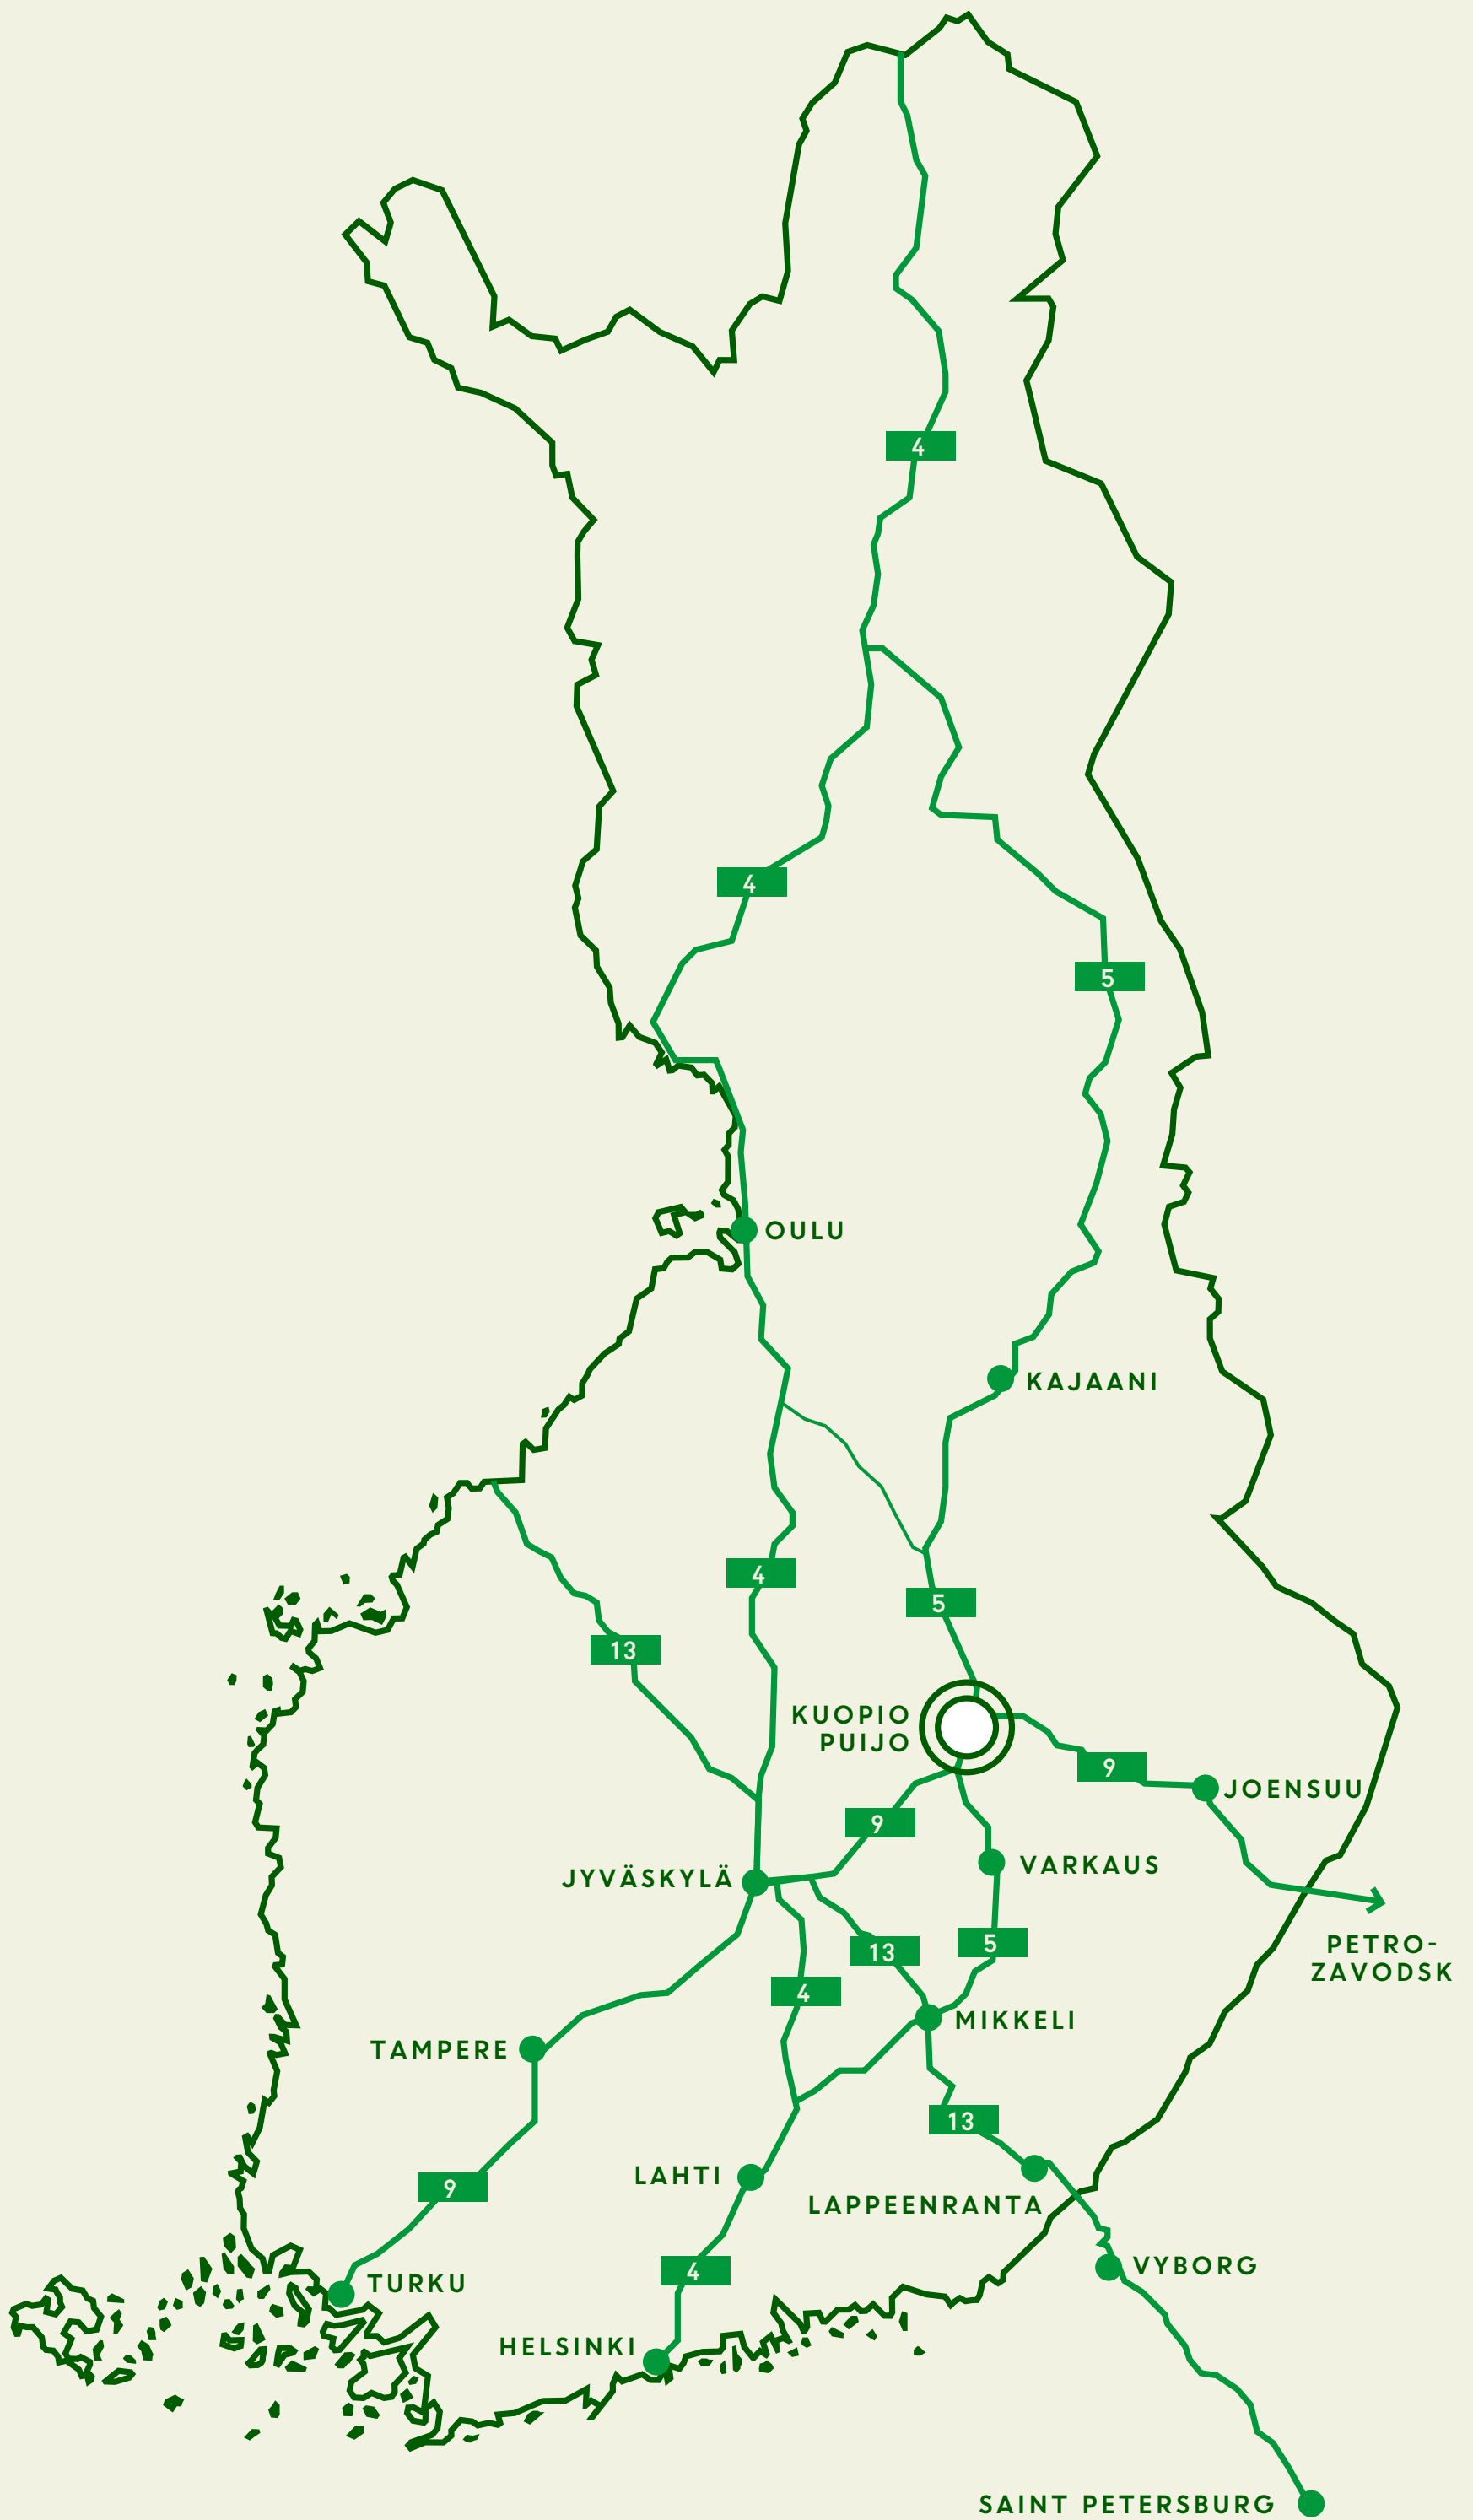 4
4
5
OULU
KAJAANI
4
5
13
KUOPIO
PUIJO
9
JOENSUU
9
VARKAUS
JYVÄSKYLÄ
PETRO-
ZAVODSK
13
5
4
MIKKELI
TAMPERE
13
LAHTI
9
LAPPEENRANTA
VYBORG
4
TURKU
HELSINKI
SAINT PETERSBURG